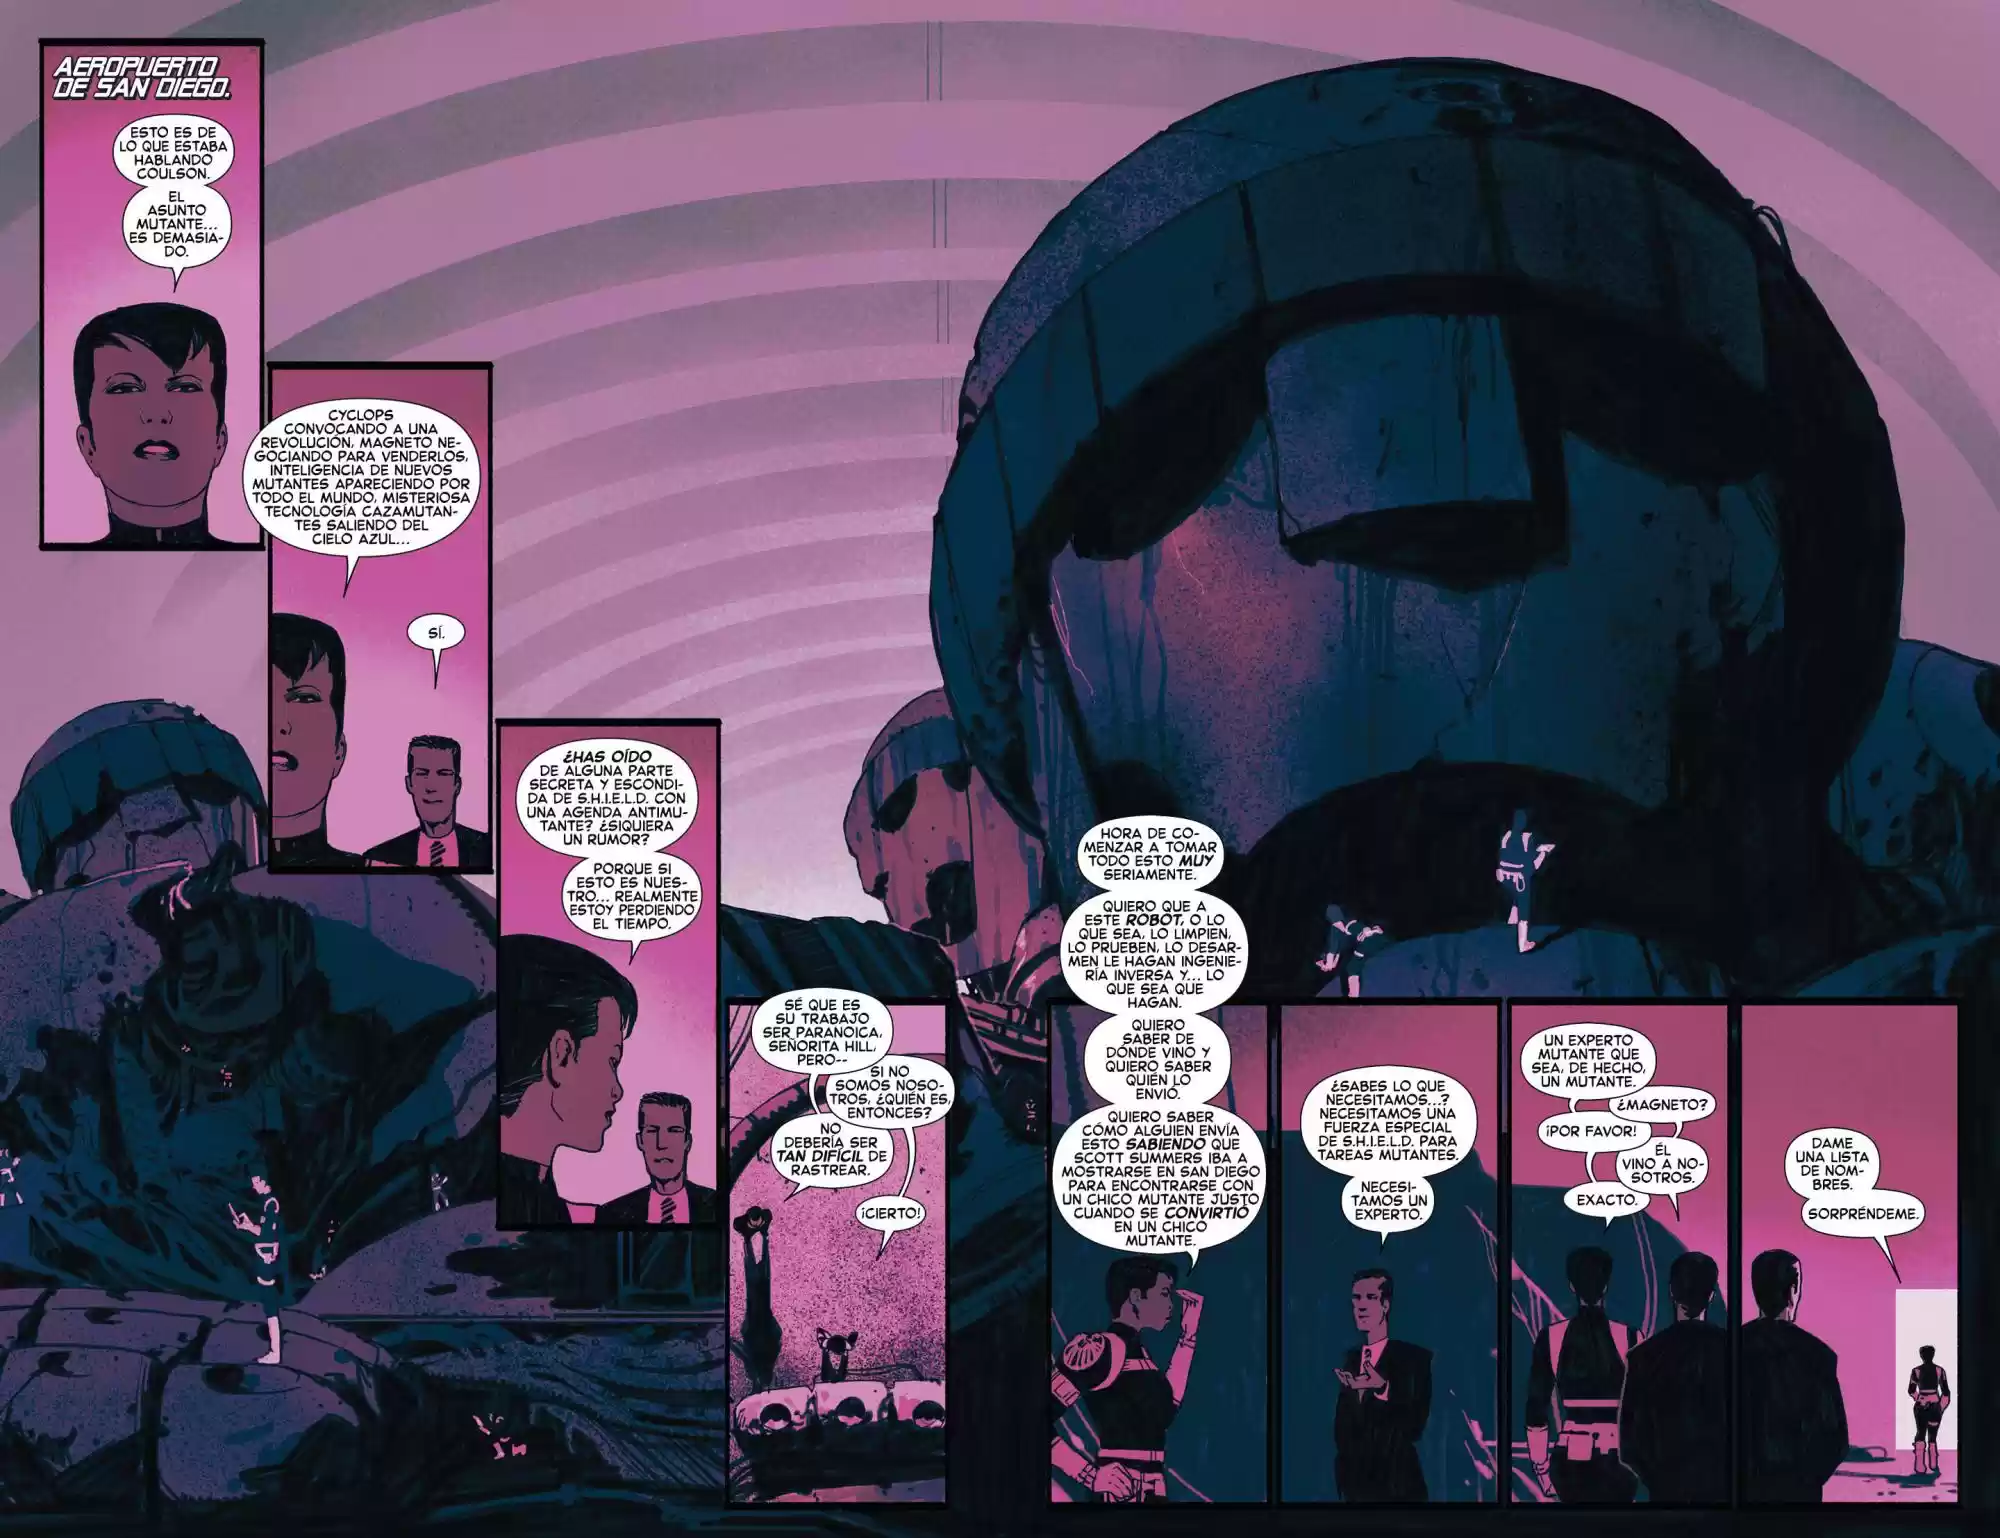 AEROPUERTO
DE SAN DIEGO.
ESTO ES DE
LO QUE ESTABA
HABLANDO
COULSON.
EL
ASUNTO
MUTANTE...
ES DEMASIA-
DO.
CYCLOPS
CONVOCANDO A UNA
REVOLUCIÓN, MAGNETO NE-
GOCIANDO PARA VENDERLOS,
INTELIGENCIA DE NUEVOS
MUTANTES APARECIENDO POR
TODO EL MUNDO, MISTERIOSA
TECNOLOGÍA CAZAMUTAN-
TES SALIENDO DEL
CIELO AZUL...
SÍ.
¿HAS OÍDO
DE ALGUNA PARTE
SECRETA Y ESCONDI-
DA DE S.H.I.E.L.D. CON
UNA AGENDA ANTIMU-
TANTE? ¿SIQUIERA
UN RUMOR?
PORQUE SI
ESTO ES NUES-
TRO... REALMENTE
ESTOY PERDIENDO
EL TIEMPO.
SÉ QUE ES
SU TRABAJO
SER PARANOICA,
SEÑORITA HILL,
PERO--
SI NO
SOMOS NOSO-
TROS, ¿QUIÉN ES,
ENTONCES?
NO
DEBERÍA SER
TAN DIFÍCIL DE
RASTREAR.
¡CIERTO!
HORA DE CO-
MENZAR A TOMAR
TODO ESTO MUY
SERIAMENTE.
QUIERO QUE A
ESTE ROBOT, O LO
QUE SEA, LO LIMPIEN,
LO PRUEBEN, LO DESAR-
MEN LE HAGAN INGENIE-
RÍA INVERSA Y... LO
QUE SEA QUE
HAGAN.
QUIERO
SABER DE
DÓNDE VINO Y
QUIERO SABER
QUIÉN LO
ENVIÓ.
QUIERO SABER
CÓMO ALGUIEN ENVÍA
ESTO SABIENDO QUE
SCOTT SUMMERS IBA A
MOSTRARSE EN SAN DIEGO
PARA ENCONTRARSE CON
UN CHICO MUTANTE JUSTO
CUANDO SE CONVIRTIÓ
EN UN CHICO
MUTANTE.
¿SABES LO QUE
NECESITAMOS...?
NECESITAMOS UNA
FUERZA ESPECIAL
DE S.H.I.E.L.D. PARA
TAREAS MUTANTES.
NECESI-
TAMOS UN
EXPERTO.
UN EXPERTO
MUTANTE QUE
SEA, DE HECHO,
UN MUTANTE.
¿MAGNETO?
¡POR FAVOR!
ÉL
VINO A NO-
SOTROS.
EXACTO.
DAME
UNA LISTA
DE NOM-
BRES.
SORPRÉNDEME.